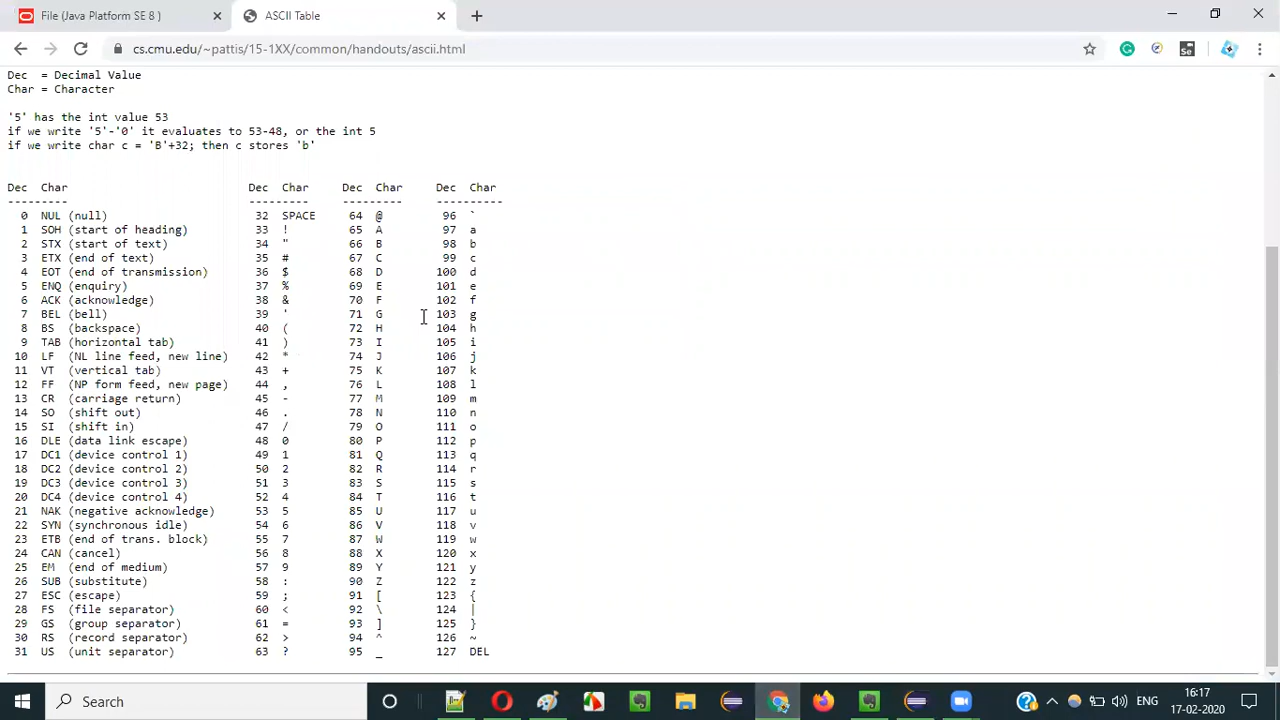 File (Java Platform SE 8 )
ASCII Table
cs.cmu.edu/~pattis/15-1XX/common/handouts/ascii.html
Se
Dec = Decimal Value
Char = Character
'5' has the int value 53
if we write '5'-'0' it evaluates to 53-48, or the int 5
if we write char c = 'B'+32; then c stores 'b'
Dec Char Dec Char Dec Char Dec Char
--------- --------- --------- ---------
0 NUL (null) 32 SPACE 64 @ 96 `
1 SOH (start of heading) 33 ! 65 A 97 a
2 STX (start of text) 34 " 66 B 98 b
3 ETX (end of text) 35 # 67 C 99 c
4 EOT (end of transmission) 36 $ 68 D 100 d
5 ENQ (enquiry) 37 % 69 E 101 e
6 ACK (acknowledge) 38 & 70 F 102 f
7 BEL (bell) 39 ' 71 G 103 g
8 BS (backspace) 40 ( 72 H 104 h
9 TAB (horizontal tab) 41 ) 73 I 105 i
10 LF (NL line feed, new line) 42 * 74 J 106 j
11 VT (vertical tab) 43 + 75 K 107 k
12 FF (NP form feed, new page) 44 , 76 L 108 l
13 CR (carriage return) 45 - 77 M 109 m
14 SO (shift out) 46 . 78 N 110 n
15 SI (shift in) 47 / 79 O 111 o
16 DLE (data link escape) 48 0 80 P 112 p
17 DC1 (device control 1) 49 1 81 Q 113 q
18 DC2 (device control 2) 50 2 82 R 114 r
19 DC3 (device control 3) 51 3 83 S 115 s
20 DC4 (device control 4) 52 4 84 T 116 t
21 NAK (negative acknowledge) 53 5 85 U 117 u
22 SYN (synchronous idle) 54 6 86 V 118 v
23 ETB (end of trans. block) 55 7 87 W 119 w
24 CAN (cancel) 56 8 88 X 120 x
25 EM (end of medium) 57 9 89 Y 121 y
26 SUB (substitute) 58 : 90 Z 122 z
27 ESC (escape) 59 ; 91 [ 123 {
28 FS (file separator) 60 < 92 \ 124 |
29 GS (group separator) 61 = 93 ] 125 }
30 RS (record separator) 62 > 94 ^ 126 ~
31 US (unit separator) 63 ? 95 _ 127 DEL
Search
ENG
16:17
17-02-2020